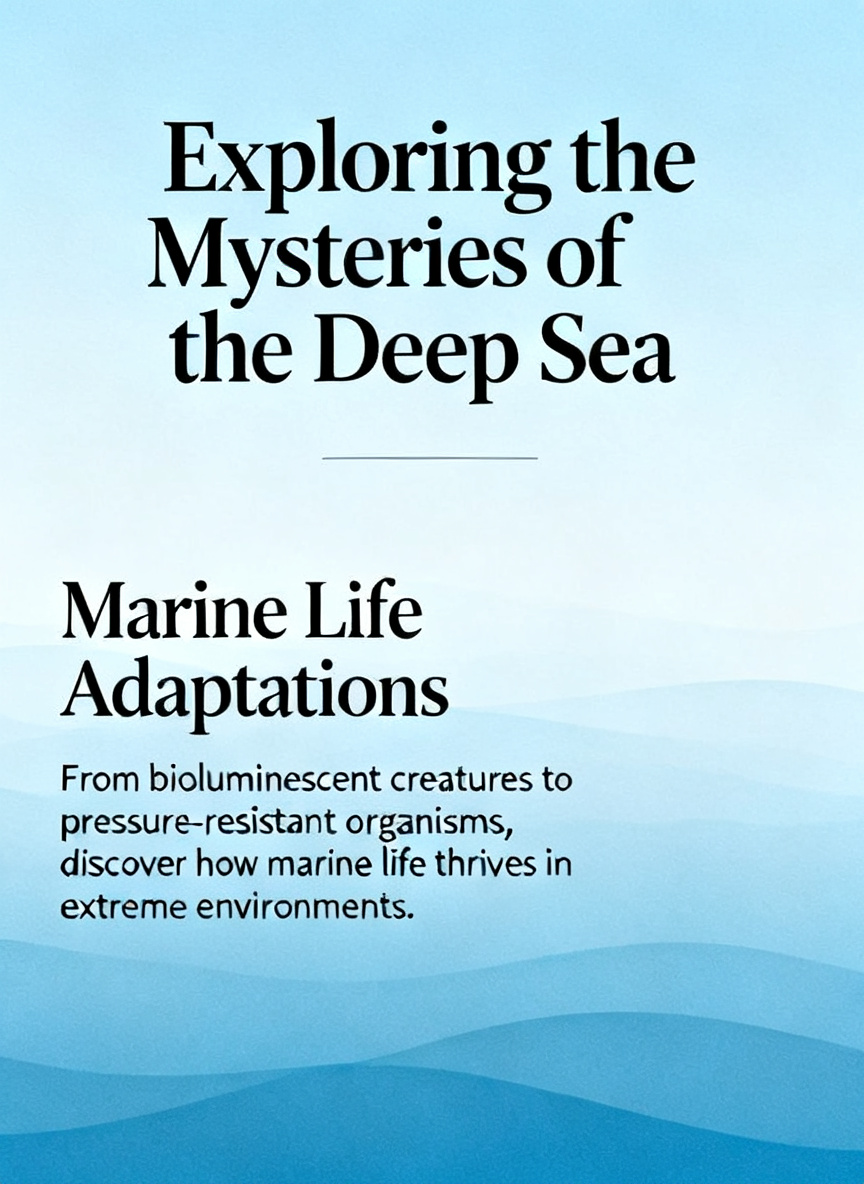 Exploring the
Mysteries of
the Deep Sea
Marine Life
Adaptations
From bioluminescent creatures to
pressure-resistant organisms,
discover how marine life thrives in
extreme environments.